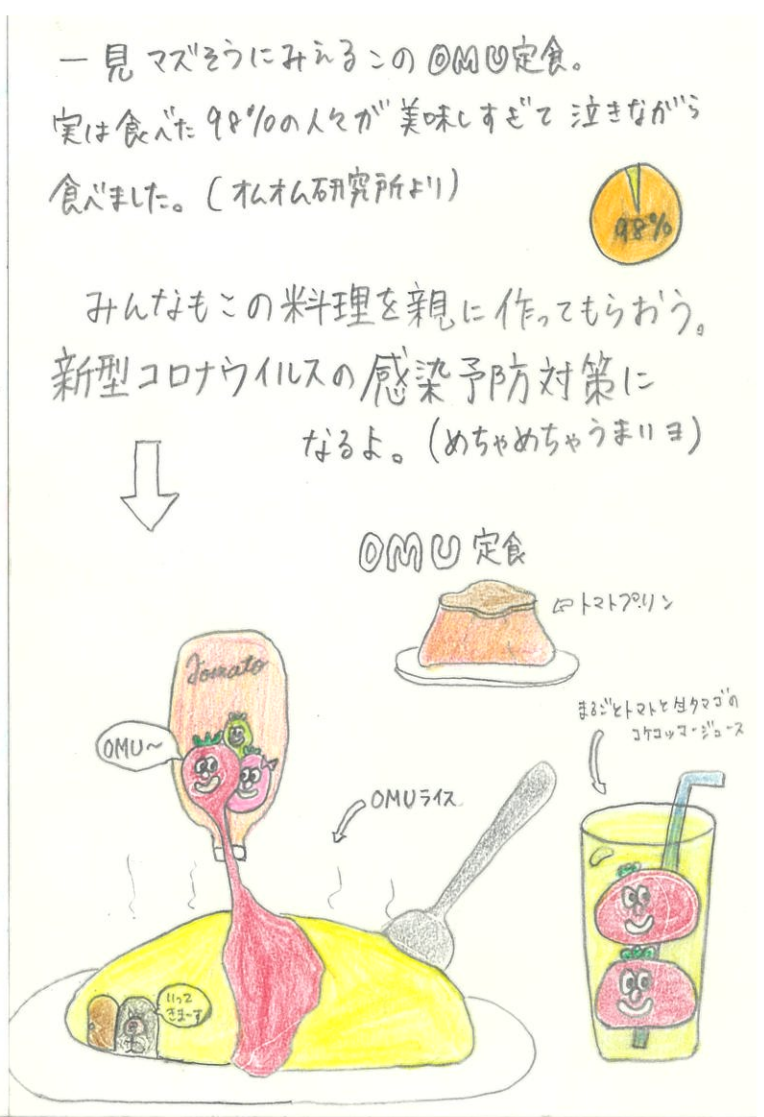 一見マズそうにみえるこのOMU定食。
実は食べた98%の人々が美味しすぎて泣きながら
食べました。(オムオム研究所より)
98%
みんなもこの料理を親に作ってもらおう。
新型コロナウイルスの感染予防対策に
なるよ。(めちゃめちゃうまいヨ)
OMU定食
トマトプリン
Tomato
OMU〜
まるごとトマトと生タマゴの
コケコッコージュース
OMUライス
いって
きまーす